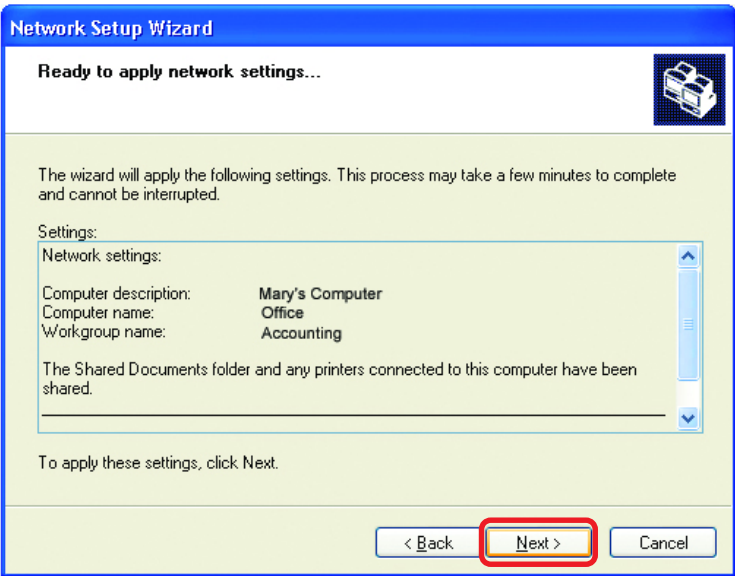 Network Setup Wizard
Ready to apply network settings...
The wizard will apply the following settings. This process may take a few minutes to complete
and cannot be interrupted.
Settings:
Network settings:
Computer description: Mary's Computer
Computer name: Office
Workgroup name: Accounting
The Shared Documents folder and any printers connected to this computer have been
shared.
To apply these settings, click Next.
< Back Next > Cancel